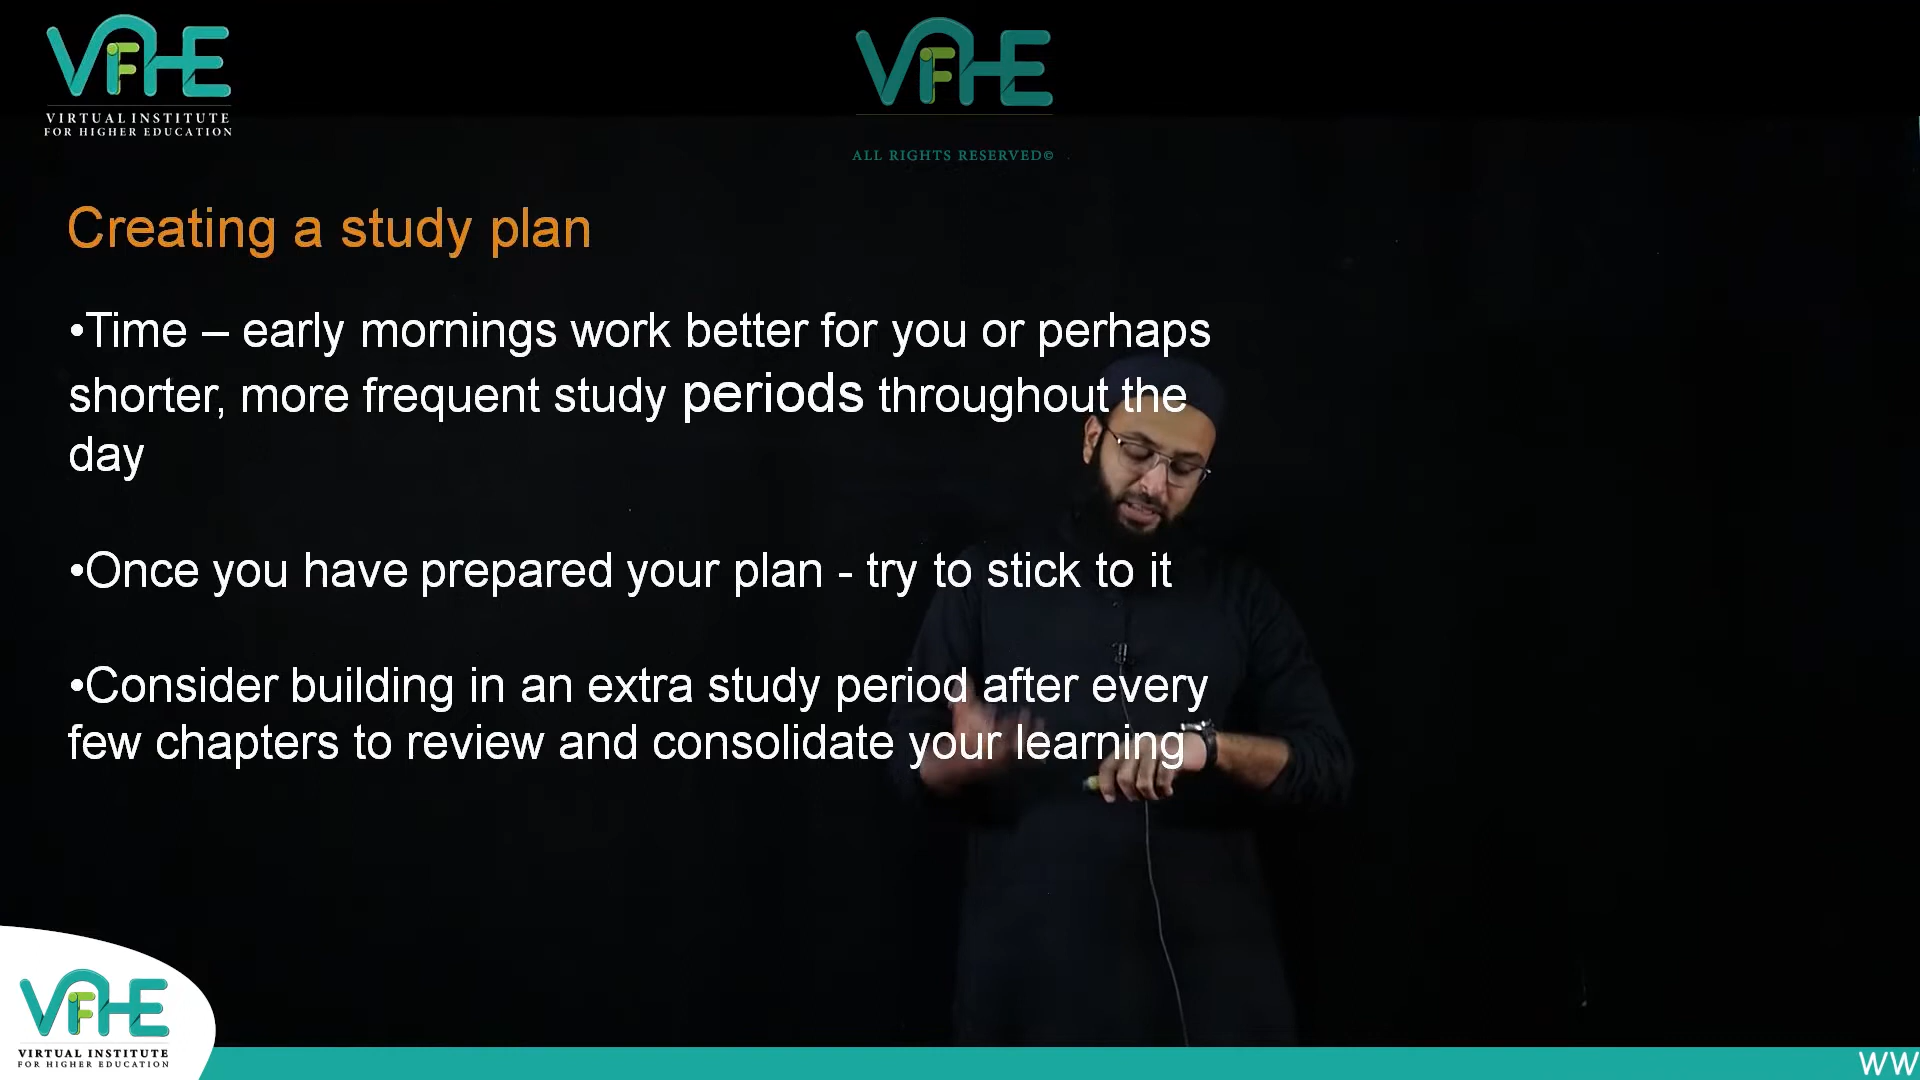 VIFHE
VIRTUAL INSTITUTE
FOR HIGHER EDUCATION
VIFHE
ALL RIGHTS RESERVED©
Creating a study plan
•Time – early mornings work better for you or perhaps
shorter, more frequent study periods throughout the
day
•Once you have prepared your plan - try to stick to it
•Consider building in an extra study period after every
few chapters to review and consolidate your learning
VIFHE
VIRTUAL INSTITUTE
FOR HIGHER EDUCATION
WW